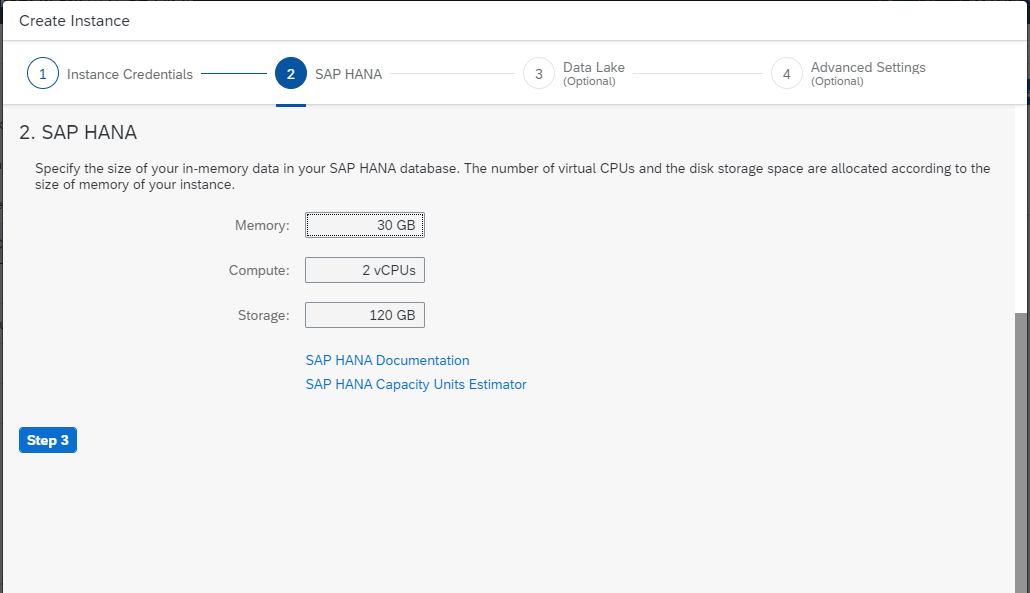 Create Instance
1 Instance Credentials
2 SAP HANA
3 Data Lake
(Optional)
4 Advanced Settings
(Optional)
2. SAP HANA
Specify the size of your in-memory data in your SAP HANA database. The number of virtual CPUs and the disk storage space are allocated according to the
size of memory of your instance.
Memory: 30 GB
Compute: 2 vCPUs
Storage: 120 GB
SAP HANA Documentation
SAP HANA Capacity Units Estimator
Step 3